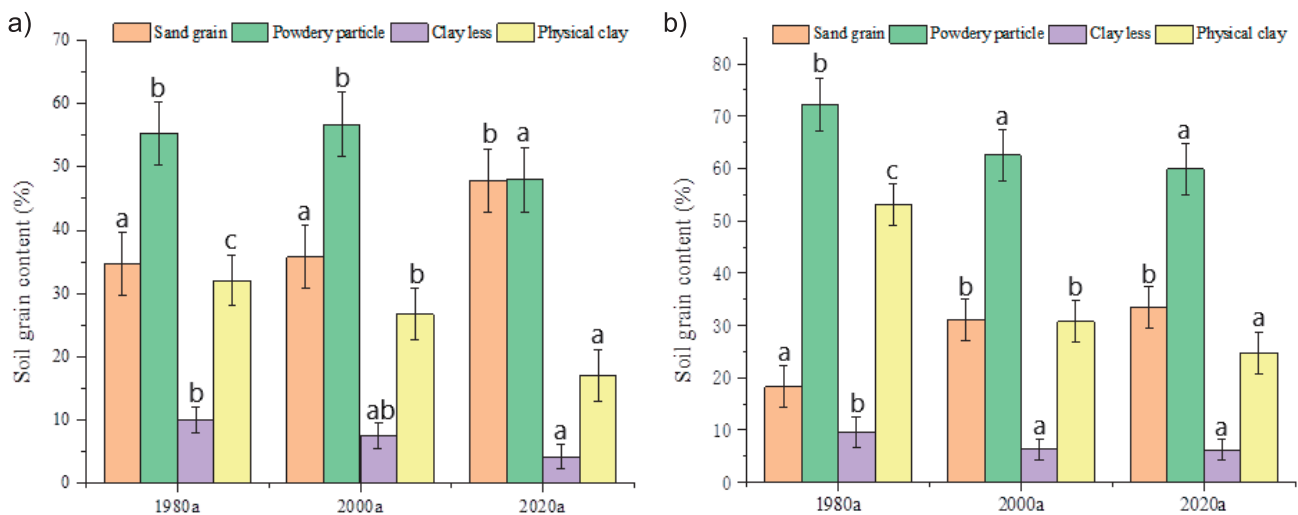 a)
Sand grain Powdery particle Clay less Physical clay
70
60
50
40
30
20
10
0
Soil grain content (%)
a b b c
a b ab b
b a a a
1980a 2000a 2020a
b)
Sand grain Powdery particle Clay less Physical clay
80
70
60
50
40
30
20
10
0
Soil grain content (%)
a b b c
b a a b
b a a a
1980a 2000a 2020a